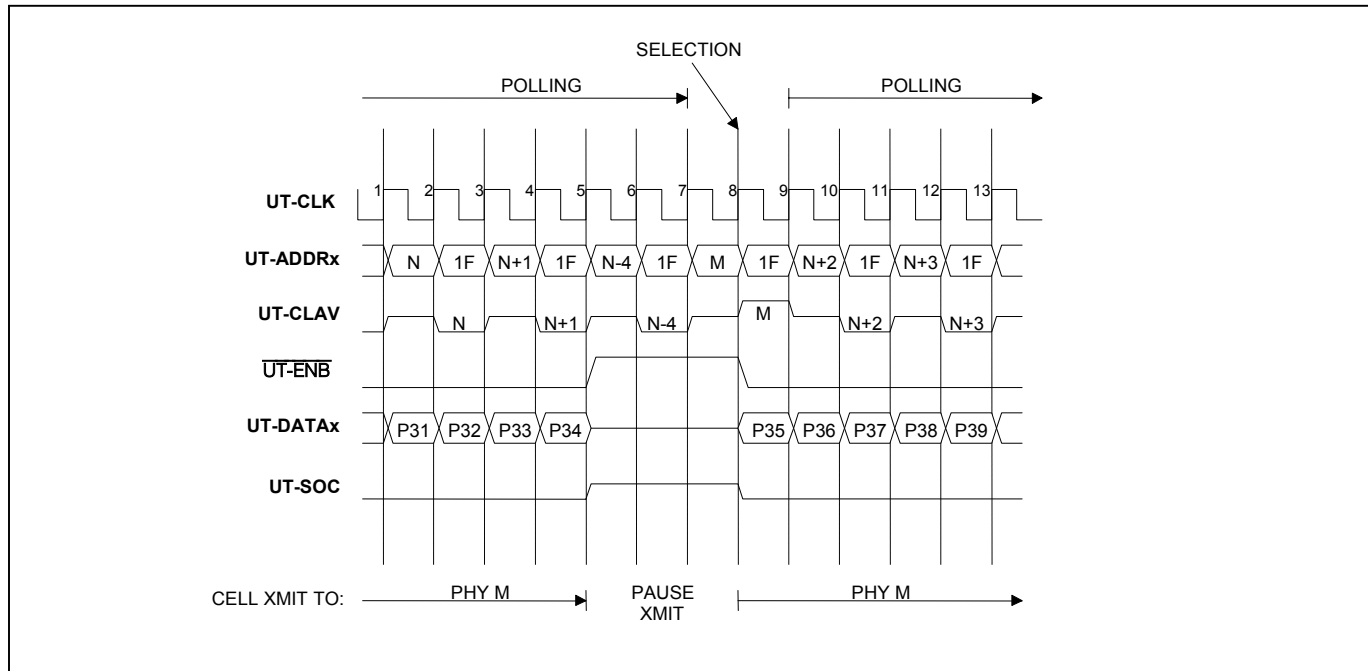 SELECTION
POLLING POLLING
UT-CLK 1 2 3 4 5 6 7 8 9 10 11 12 13
UT-ADDRx N 1F N+1 1F N-4 1F M 1F N+2 1F N+3 1F
UT-CLAV N N+1 N-4 M N+2 N+3
UT-ENB
UT-DATAx P31 P32 P33 P34 P35 P36 P37 P38 P39
UT-SOC
CELL XMIT TO: PHY M PAUSE PHY M
XMIT